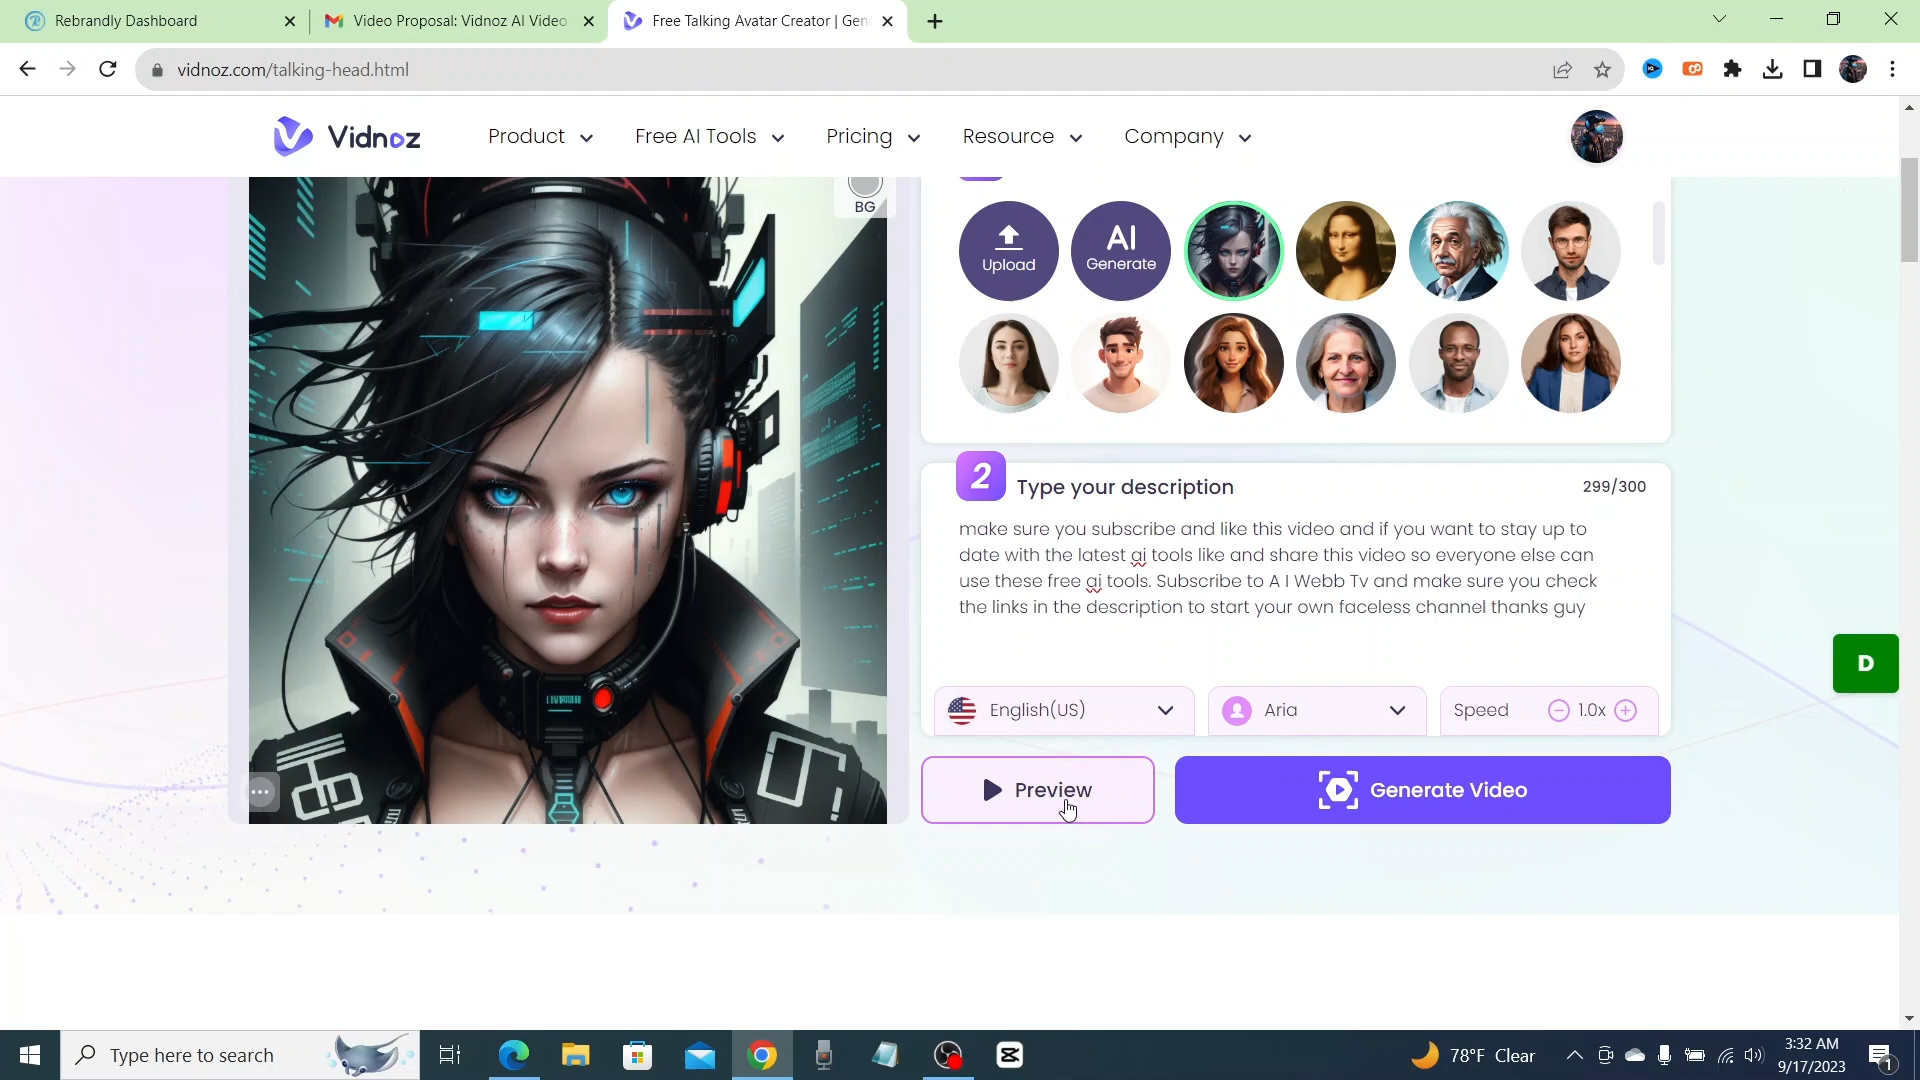 Rebrandly Dashboard
Video Proposal: Vidnoz AI Video
Free Talking Avatar Creator | Gen
vidnoz.com/talking-head.html
Vidnoz
Product
Free AI Tools
Pricing
Resource
Company
BG
Upload
AI
Generate
2
Type your description
299/300
make sure you subscribe and like this video and if you want to stay up to
date with the latest ai tools like and share this video so everyone else can
use these free ai tools. Subscribe to A I Webb Tv and make sure you check
the links in the description to start your own faceless channel thanks guy
English(US)
Aria
Speed
1.0x
D
Preview
Generate Video
Type here to search
78°F Clear
3:32 AM
9/17/2023
1